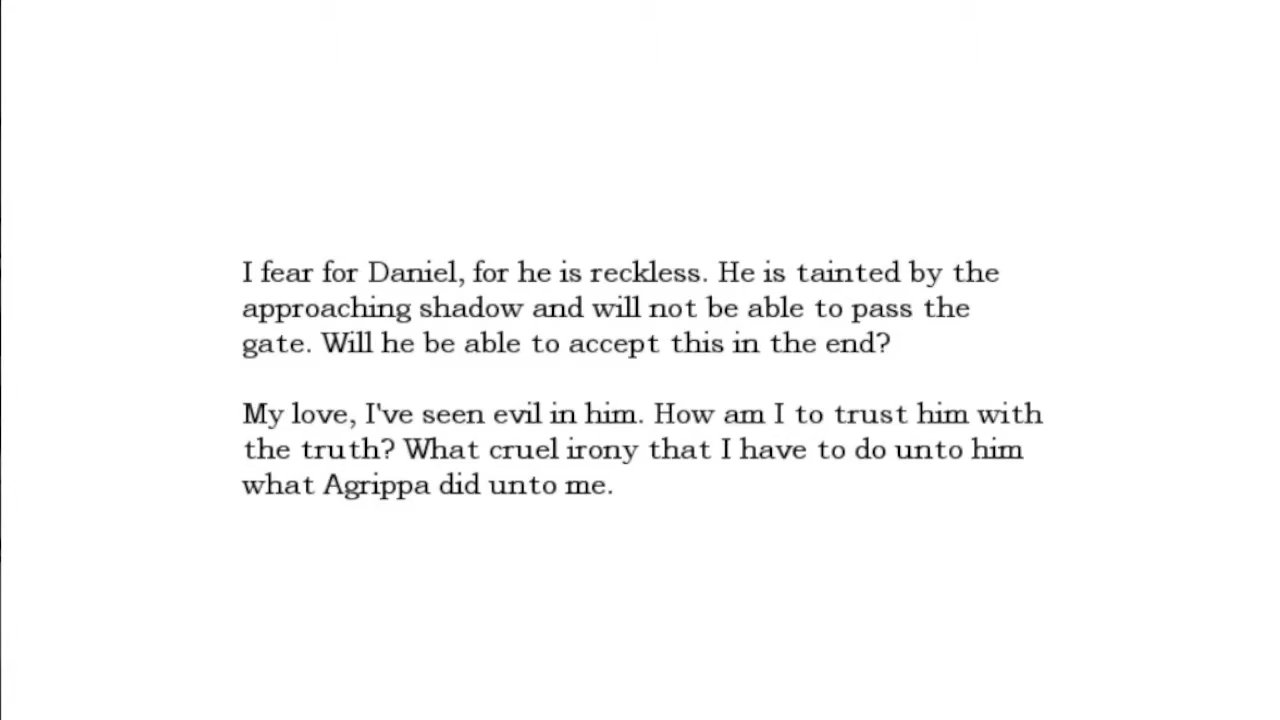 I fear for Daniel, for he is reckless. He is tainted by the
approaching shadow and will not be able to pass the
gate. Will he be able to accept this in the end?
My love, I've seen evil in him. How am I to trust him with
the truth? What cruel irony that I have to do unto him
what Agrippa did unto me.